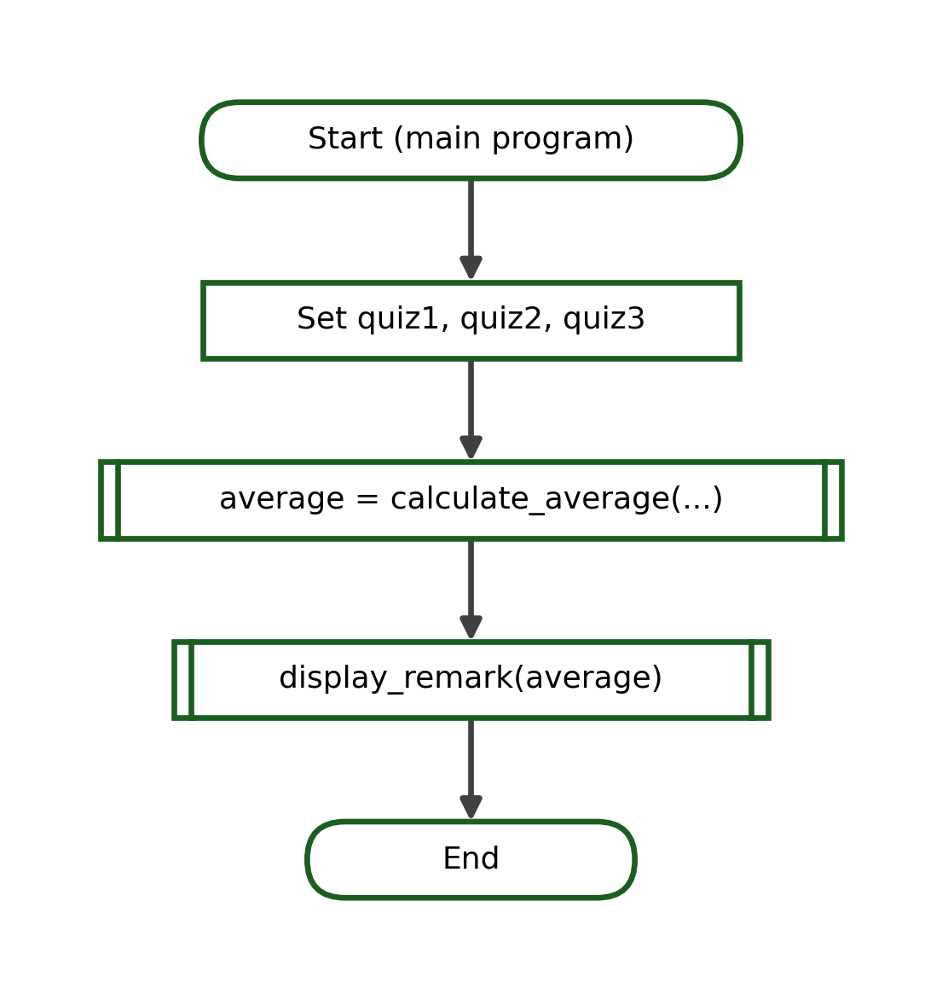 Start (main program)
Set quiz1, quiz2, quiz3
average = calculate_average(...)
display_remark(average)
End